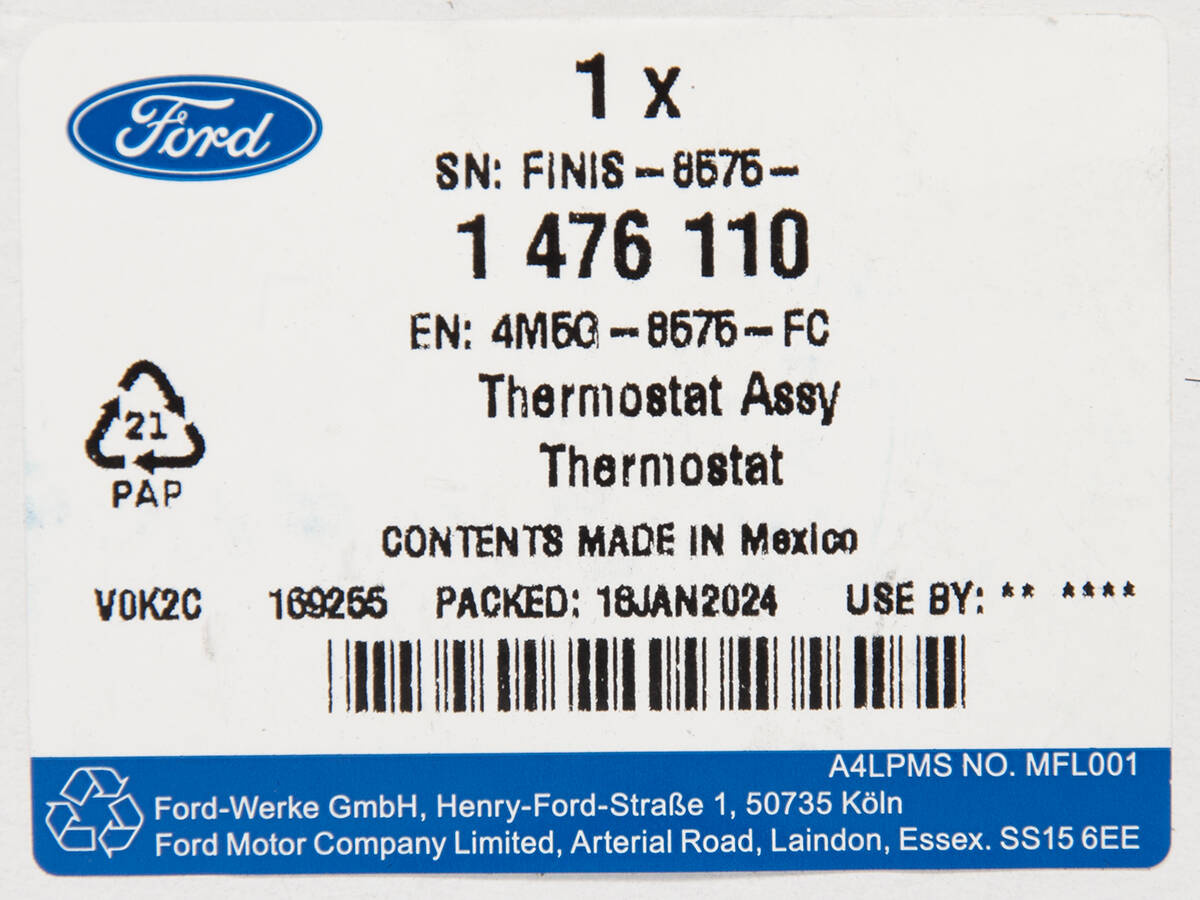 Ford
1 x
SN: FINIS-8575-
1 476 110
EN: 4M5G-8575-FC
Thermostat Assy
21
Thermostat
PAP
CONTENTS MADE IN Mexico
V0K2C 169255 PACKED: 16JAN2024 USE BY: ** ****
A4LPMS NO. MFL001
Ford-Werke GmbH, Henry-Ford-Straße 1, 50735 Köln
Ford Motor Company Limited, Arterial Road, Laindon, Essex. SS15 6EE